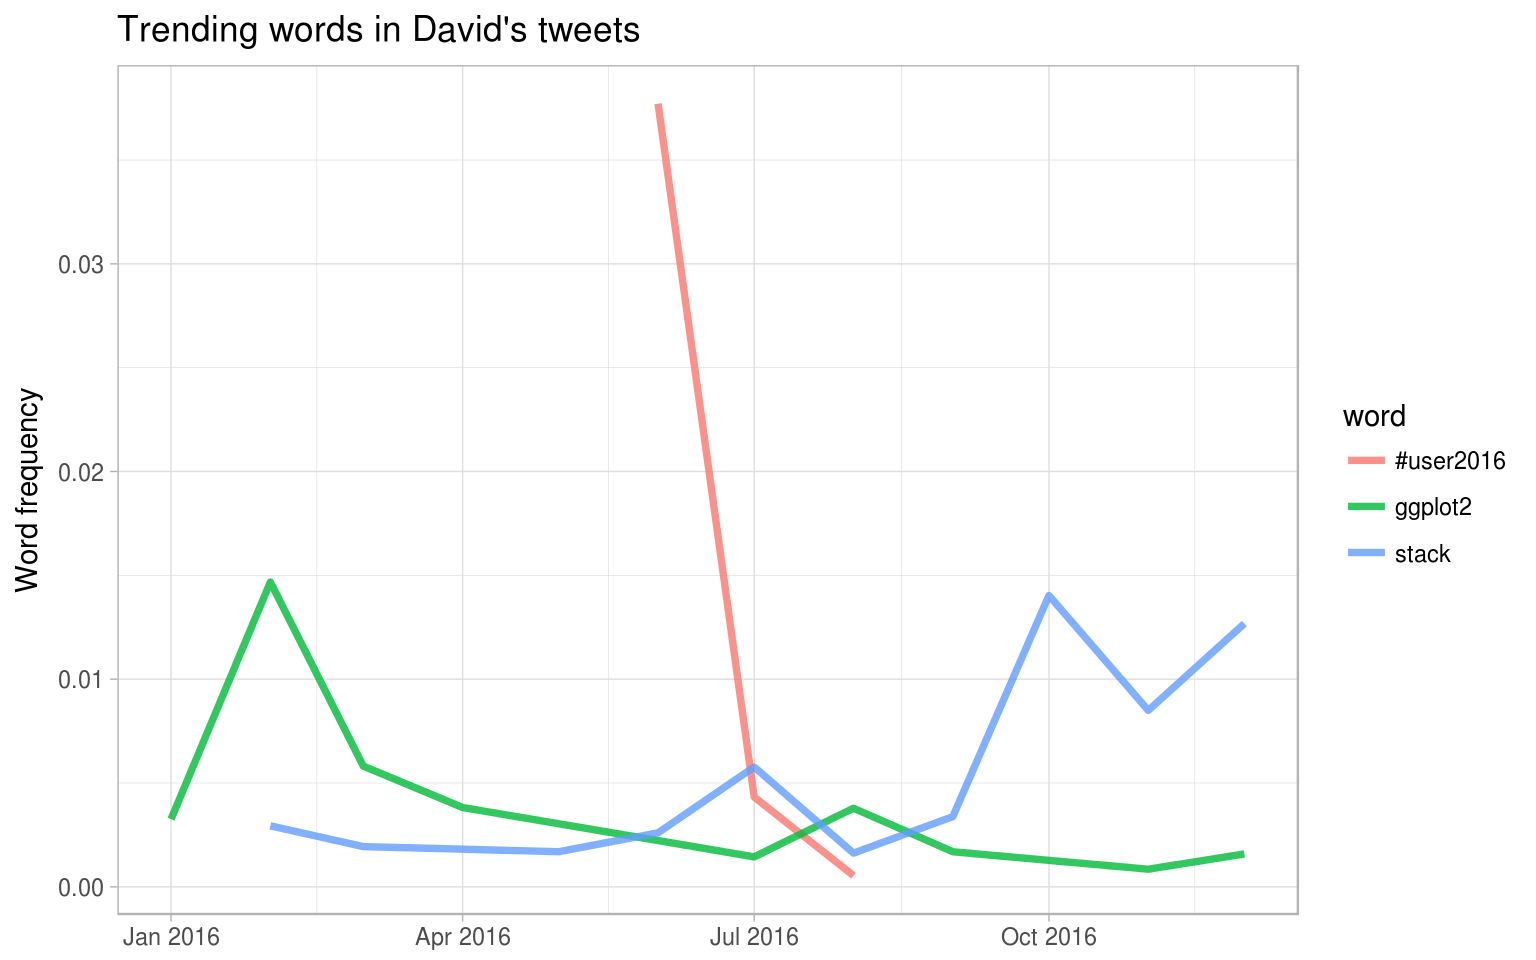 Trending words in David's tweets
Word frequency
0.03
0.02
0.01
0.00
Jan 2016
Apr 2016
Jul 2016
Oct 2016
word
#user2016
ggplot2
stack